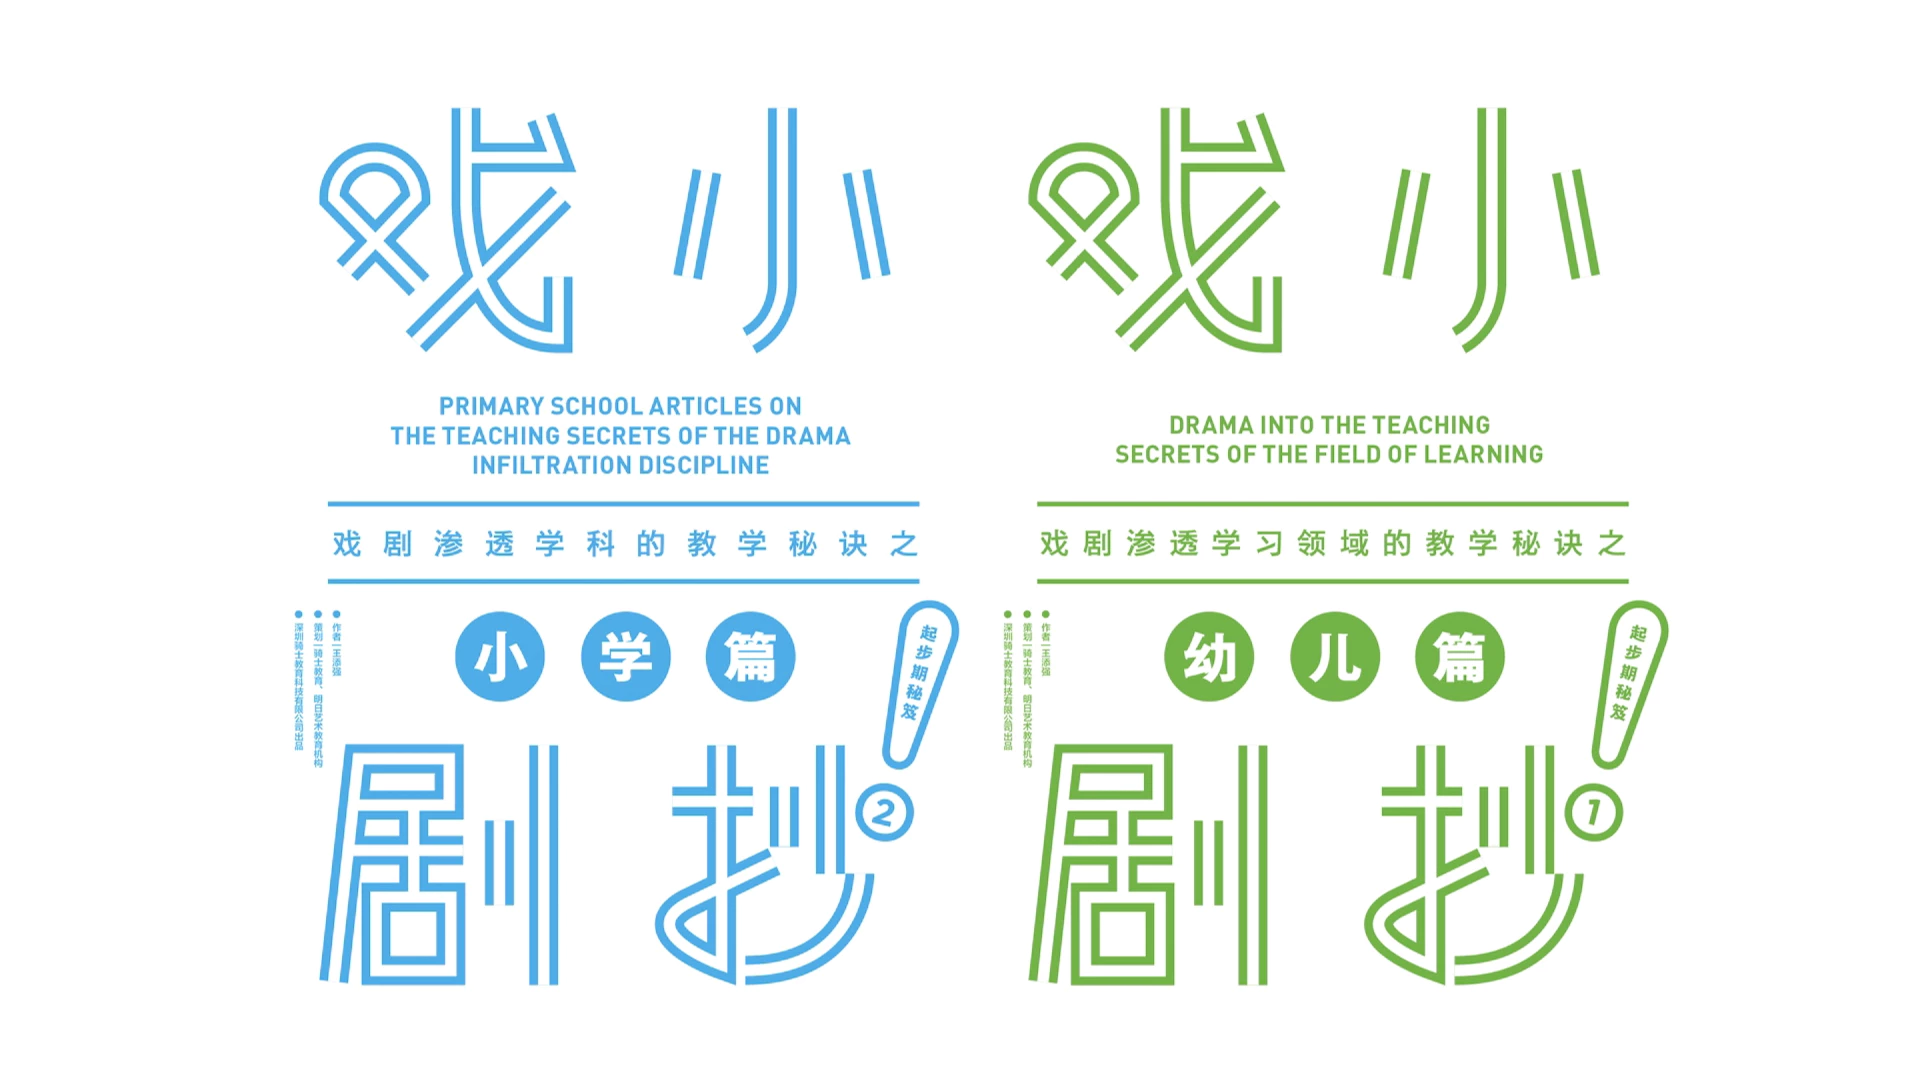 戏 小
PRIMARY SCHOOL ARTICLES ON
THE TEACHING SECRETS OF THE DRAMA
INFILTRATION DISCIPLINE
戏剧渗透学科的教学秘诀之
小学篇
起步期秘笈
●作者|王添强
●策划|骑士教育、明日艺术教育机构
●深圳骑士教育科技有限公司出品
剧 抄
2
戏 小
DRAMA INTO THE TEACHING
SECRETS OF THE FIELD OF LEARNING
戏剧渗透学习领域的教学秘诀之
幼儿篇
起步期秘笈
●作者|王添强
●策划|骑士教育、明日艺术教育机构
●深圳骑士教育科技有限公司出品
剧 抄
1